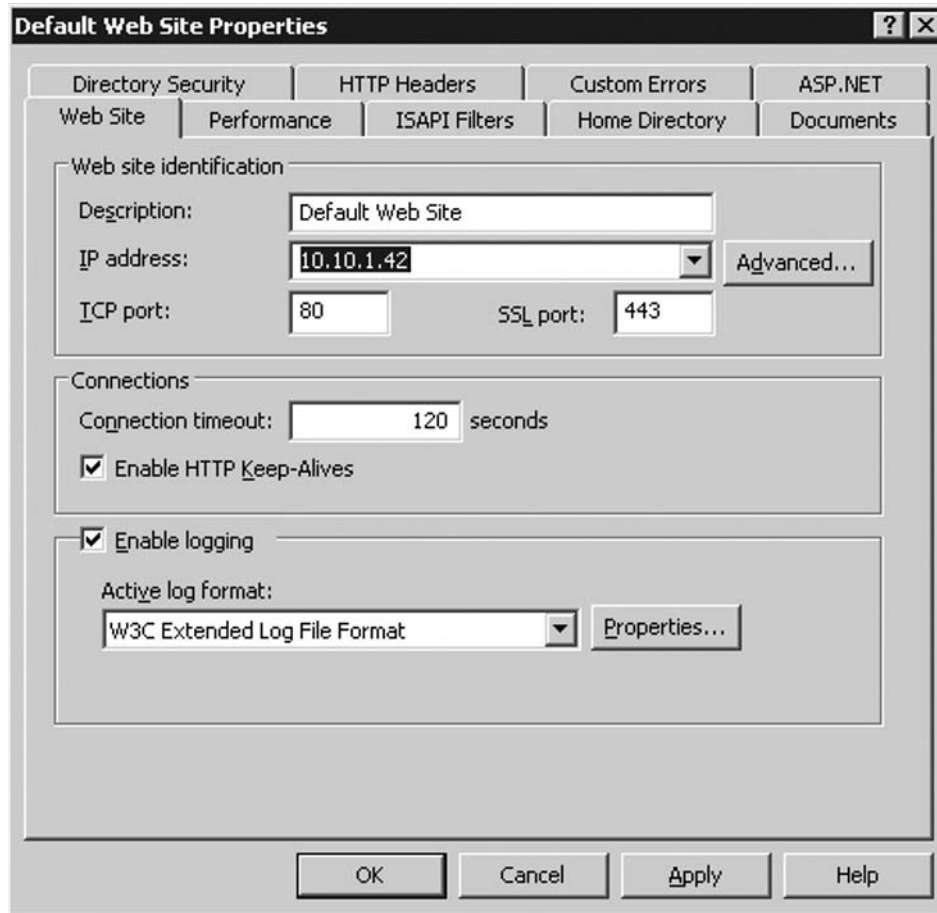 Default Web Site Properties
Directory Security HTTP Headers Custom Errors ASP.NET
Web Site Performance ISAPI Filters Home Directory Documents
Web site identification
Description: Default Web Site
IP address: 10.10.1.42 Advanced...
TCP port: 80 SSL port: 443
Connections
Connection timeout: 120 seconds
Enable HTTP Keep-Alives
Enable logging
Active log format:
W3C Extended Log File Format Properties...
OK Cancel Apply Help